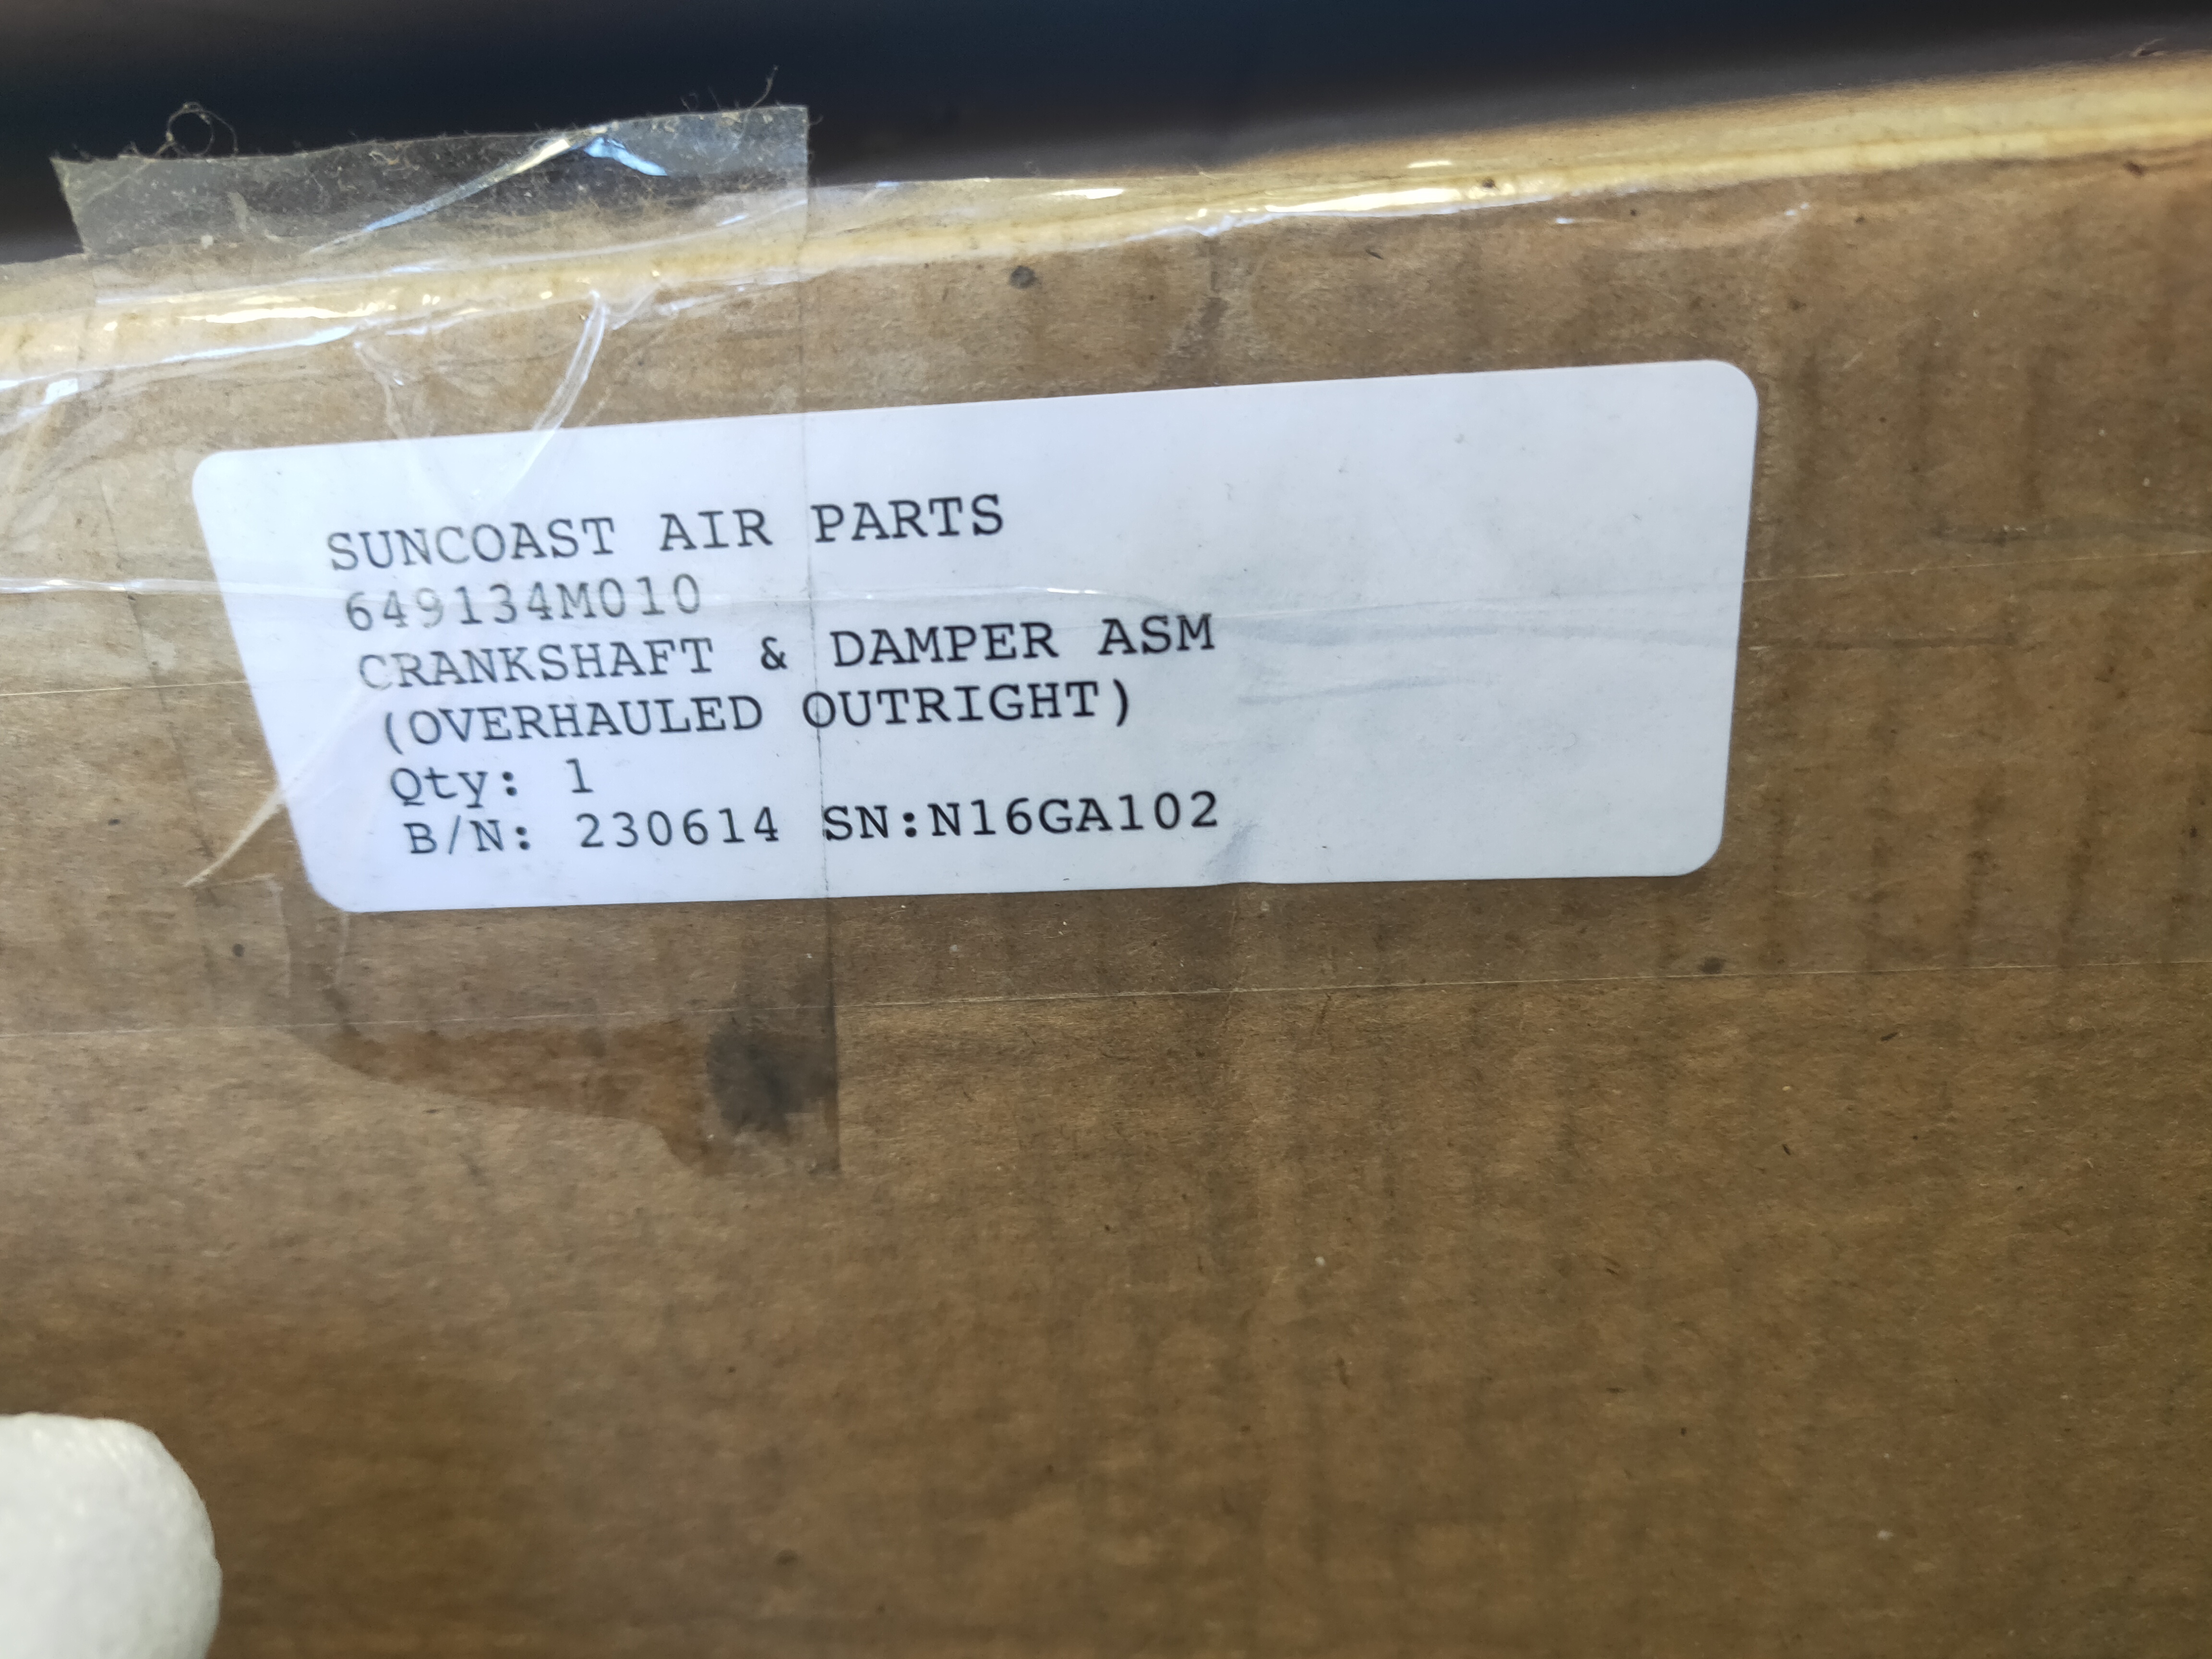 SUNCOAST AIR PARTS
649134M010
CRANKSHAFT & DAMPER ASM
(OVERHAULED OUTRIGHT)
Qty: 1
B/N: 230614 SN:N16GA102